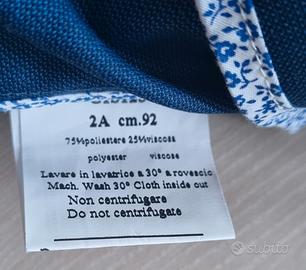 2A cm.92
75%poliestere 25%viscosa
polyester viscose
Lavare in lavatrice a 30° a rovescio
Mach. Wash 30° Cloth inside out
Non centrifugare
Do not centrifugate
subito